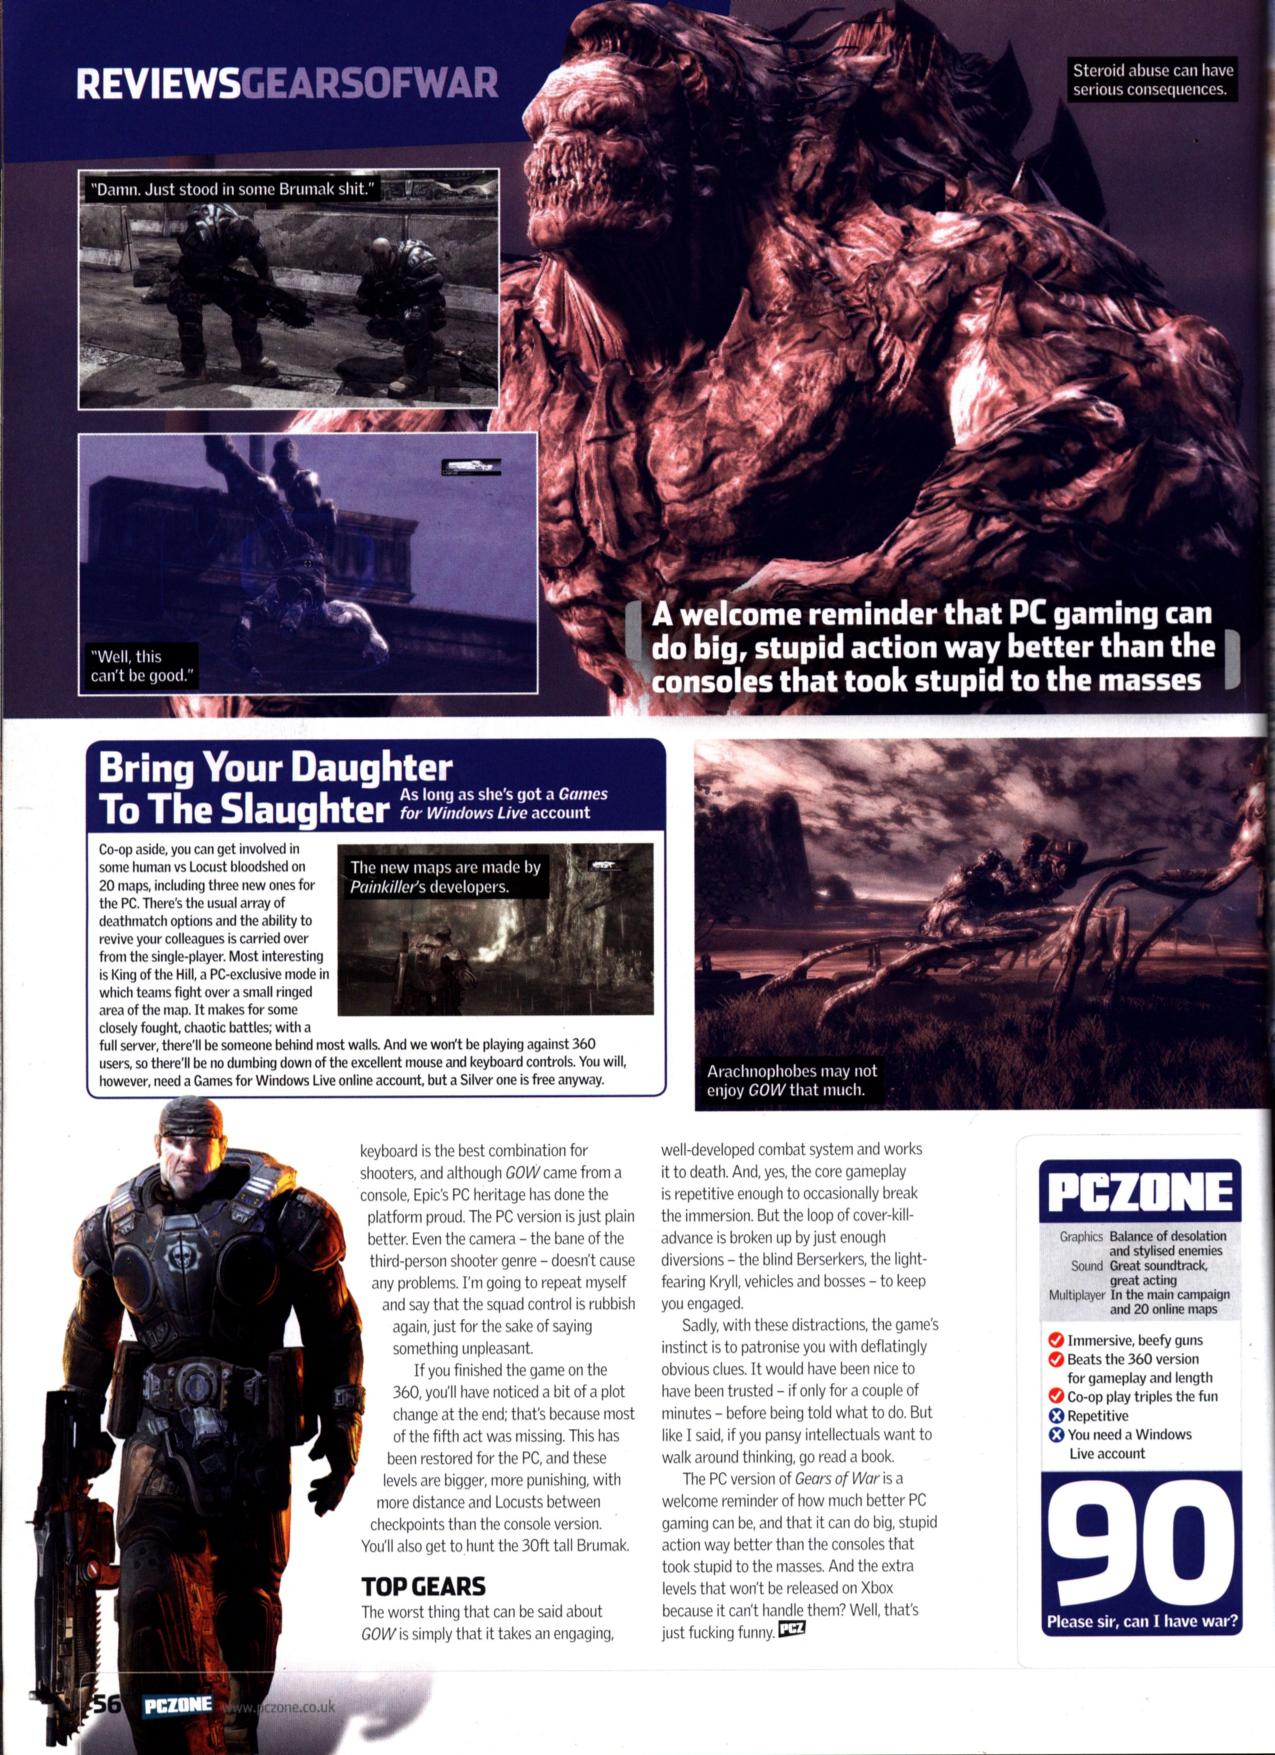 REVIEWSGEARSOFWAR
Steroid abuse can have
serious consequences.
"Damn. Just stood in some Brumak shit."
"Well, this
can't be good."
A welcome reminder that PC gaming can
do big, stupid action way better than the
consoles that took stupid to the masses
Bring Your Daughter
To The Slaughter
As long as she's got a Games
for Windows Live account
Co-op aside, you can get involved in
some human vs Locust bloodshed on
20 maps, including three new ones for
the PC. There's the usual array of
deathmatch options and the ability to
revive your colleagues is carried over
from the single-player. Most interesting
is King of the Hill, a PC-exclusive mode in
which teams fight over a small ringed
area of the map. It makes for some
closely fought, chaotic battles; with a
full server, there'll be someone behind most walls. And we won't be playing against 360
users, so there'll be no dumbing down of the excellent mouse and keyboard controls. You will,
however, need a Games for Windows Live online account, but a Silver one is free anyway.
The new maps are made by
Painkiller's developers.
Arachnophobes may not
enjoy GOW that much.
keyboard is the best combination for
shooters, and although GOW came from a
console, Epic's PC heritage has done the
platform proud. The PC version is just plain
better. Even the camera – the bane of the
third-person shooter genre – doesn't cause
any problems. I'm going to repeat myself
and say that the squad control is rubbish
again, just for the sake of saying
something unpleasant.
If you finished the game on the
360, you'll have noticed a bit of a plot
change at the end; that's because most
of the fifth act was missing. This has
been restored for the PC, and these
levels are bigger, more punishing, with
more distance and Locusts between
checkpoints than the console version.
You'll also get to hunt the 30ft tall Brumak.
TOP GEARS
The worst thing that can be said about
GOW is simply that it takes an engaging,
well-developed combat system and works
it to death. And, yes, the core gameplay
is repetitive enough to occasionally break
the immersion. But the loop of cover-kill-
advance is broken up by just enough
diversions – the blind Berserkers, the light-
fearing Kryll, vehicles and bosses – to keep
you engaged.
Sadly, with these distractions, the game's
instinct is to patronise you with deflatingly
obvious clues. It would have been nice to
have been trusted – if only for a couple of
minutes – before being told what to do. But
like I said, if you pansy intellectuals want to
walk around thinking, go read a book.
The PC version of Gears of War is a
welcome reminder of how much better PC
gaming can be, and that it can do big, stupid
action way better than the consoles that
took stupid to the masses. And the extra
levels that won't be released on Xbox
because it can't handle them? Well, that's
just fucking funny. PCZ
PCZONE
Graphics Balance of desolation
and stylised enemies
Sound Great soundtrack,
great acting
Multiplayer In the main campaign
and 20 online maps
Immersive, beefy guns
Beats the 360 version
for gameplay and length
Co-op play triples the fun
Repetitive
You need a Windows
Live account
90
Please sir, can I have war?
56 PCZONE www.pczone.co.uk